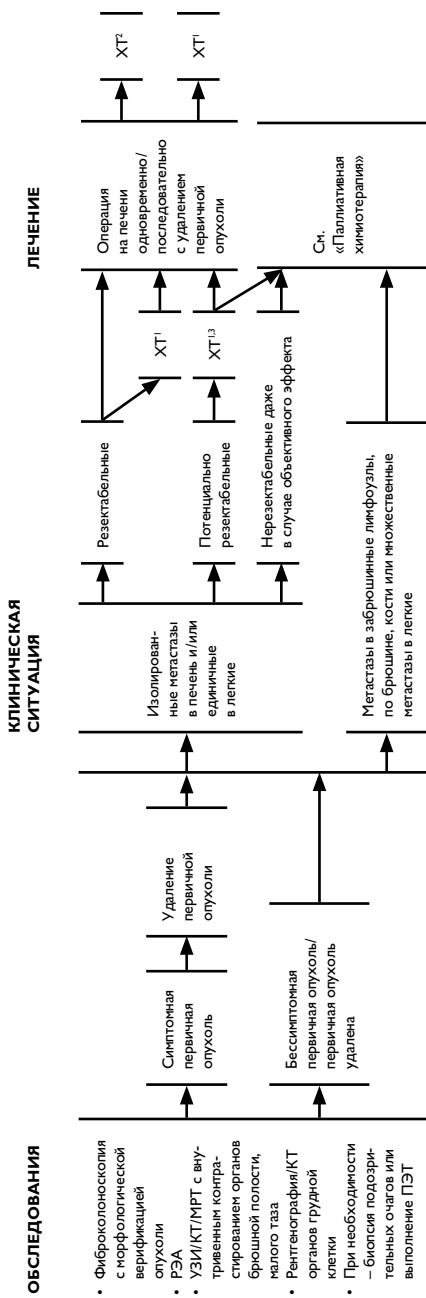 ОБСЛЕДОВАНИЯ
• Фиброколоноскопия
с морфологической
верификацией
опухоли
• РЭА
• УЗИ/КТ/МРТ с вну-
тривенным контра-
стированием органов
брюшной полости,
малого таза
• Рентгенография/КТ
органов грудной
клетки
• При необходимости
– биопсия подозри-
тельных очагов или
выполнение ПЭТ
Симптомная
первичная
опухоль
Удаление
первичной
опухоли
Бессимптомная
первичная опухоль/
первичная опухоль
удалена
КЛИНИЧЕСКАЯ
СИТУАЦИЯ
Изолирован-
ные метастазы
в печень и/или
единичные
в легкие
Метастазы в забрюшинные лимфоузлы,
по брюшине, кости или множественные
метастазы в легкие
Резектабельные
Потенциально
резектабельные
Нерезектабельные даже
в случае объективного эффекта
ХТ¹
ХТ¹,³
ЛЕЧЕНИЕ
Операция
на печени
одновременно/
последовательно
с удалением
первичной
опухоли
См.
«Паллиативная
химиотерапия»
ХТ²
ХТ¹